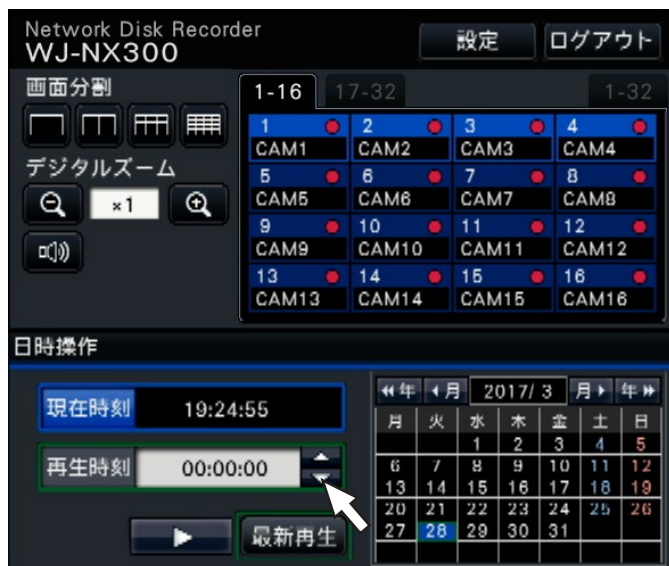 Network Disk Recorder
WJ-NX300
設定 ログアウト
画面分割
1-16 17-32 1-32
1 2 3 4
CAM1 CAM2 CAM3 CAM4
デジタルズーム
5 6 7 8
CAM5 CAM6 CAM7 CAM8
×1
9 10 11 12
CAM9 CAM10 CAM11 CAM12
13 14 15 16
CAM13 CAM14 CAM15 CAM16
日時操作
年 月 2017/ 3 月 年
現在時刻 19:24:55
月 火 水 木 金 土 日
1 2 3 4 5
再生時刻 00:00:00
6 7 8 9 10 11 12
13 14 15 16 17 18 19
20 21 22 23 24 25 26
最新再生
27 28 29 30 31